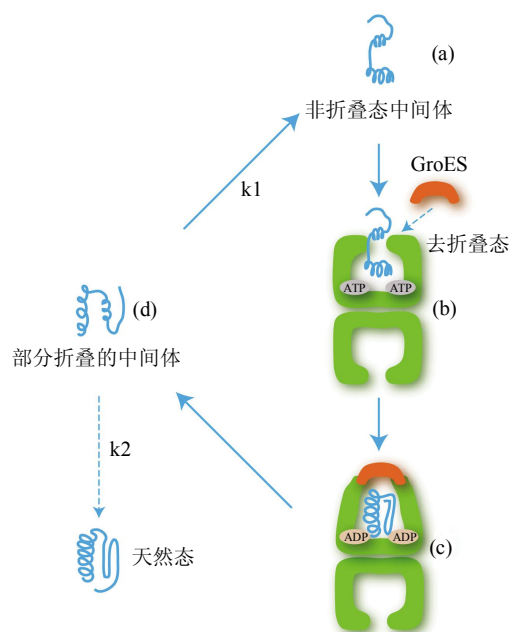 (a)
非折叠态中间体
k1
GroES
去折叠态
ATP ATP
(b)
(d)
部分折叠的中间体
k2
ADP ADP
(c)
天然态